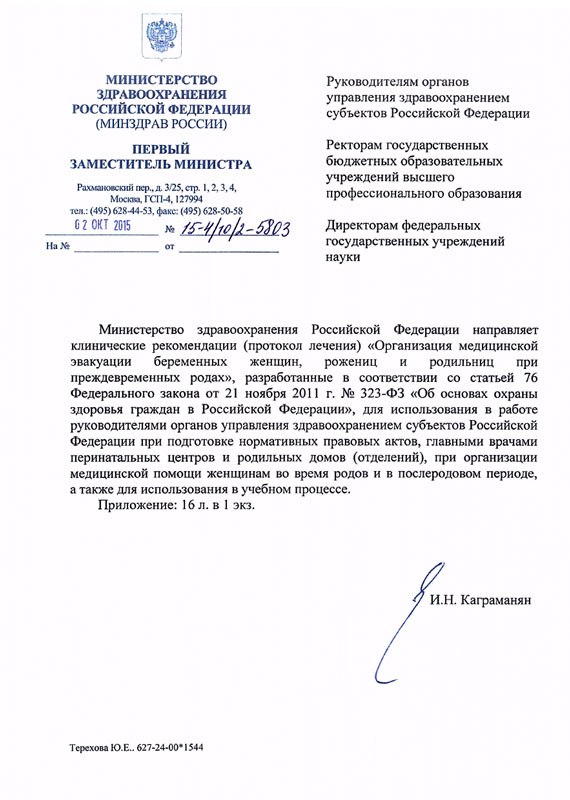 МИНИСТЕРСТВО
ЗДРАВООХРАНЕНИЯ
РОССИЙСКОЙ ФЕДЕРАЦИИ
(МИНЗДРАВ РОССИИ)
ПЕРВЫЙ
ЗАМЕСТИТЕЛЬ МИНИСТРА
Рахмановский пер., д. 3/25, стр. 1, 2, 3, 4,
Москва, ГСП-4, 127994
тел.: (495) 628-44-53, факс: (495) 628-50-58
02 ОКТ 2015 № 15-4/10/2-5803
На № от
Руководителям органов
управления здравоохранением
субъектов Российской Федерации
Ректорам государственных
бюджетных образовательных
учреждений высшего
профессионального образования
Директорам федеральных
государственных учреждений
науки
Министерство здравоохранения Российской Федерации направляет
клинические рекомендации (протокол лечения) «Организация медицинской
эвакуации беременных женщин, рожениц и родильниц при
преждевременных родах», разработанные в соответствии со статьей 76
Федерального закона от 21 ноября 2011 г. № 323-ФЗ «Об основах охраны
здоровья граждан в Российской Федерации», для использования в работе
руководителями органов управления здравоохранением субъектов Российской
Федерации при подготовке нормативных правовых актов, главными врачами
перинатальных центров и родильных домов (отделений), при организации
медицинской помощи женщинам во время родов и в послеродовом периоде,
а также для использования в учебном процессе.
Приложение: 16 л. в 1 экз.
И.Н. Каграманян
Терехова Ю.Е.. 627-24-00*1544